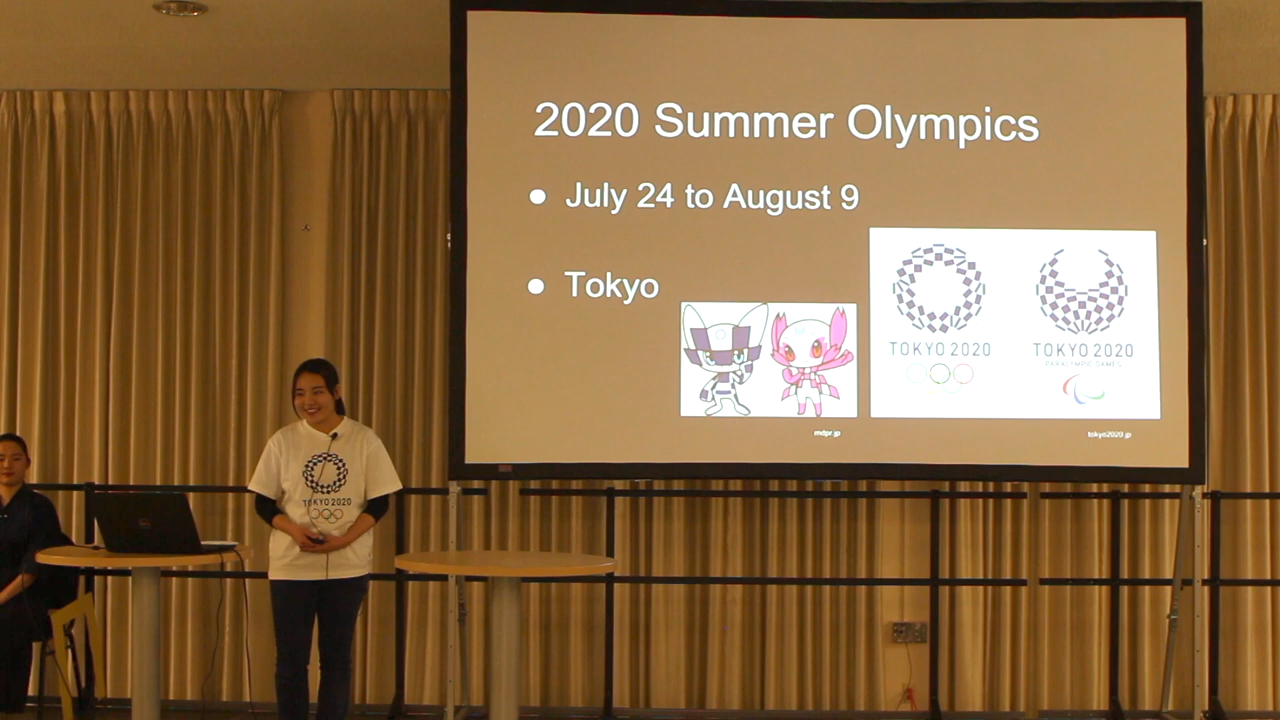 2020 Summer Olympics
● July 24 to August 9
● Tokyo
TOKYO 2020
TOKYO 2020
PARALYMPIC GAMES
mdpr.jp
tokyo2020.jp
TOKYO 2020
DELL